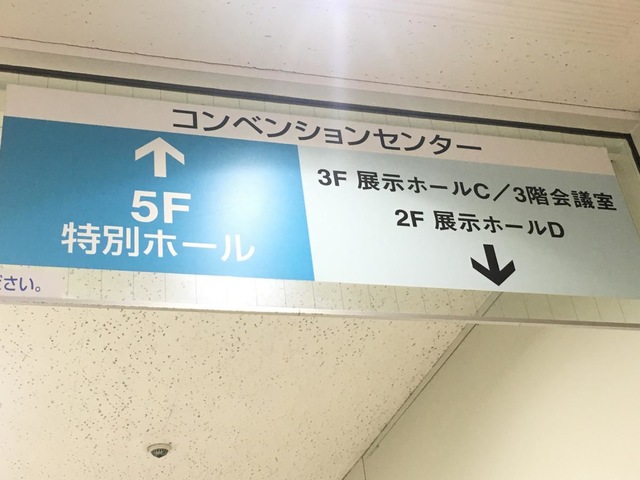 コンベンションセンター
↑
5F
特別ホール
3F 展示ホールC／3階会議室
2F 展示ホールD
↓
ださい。